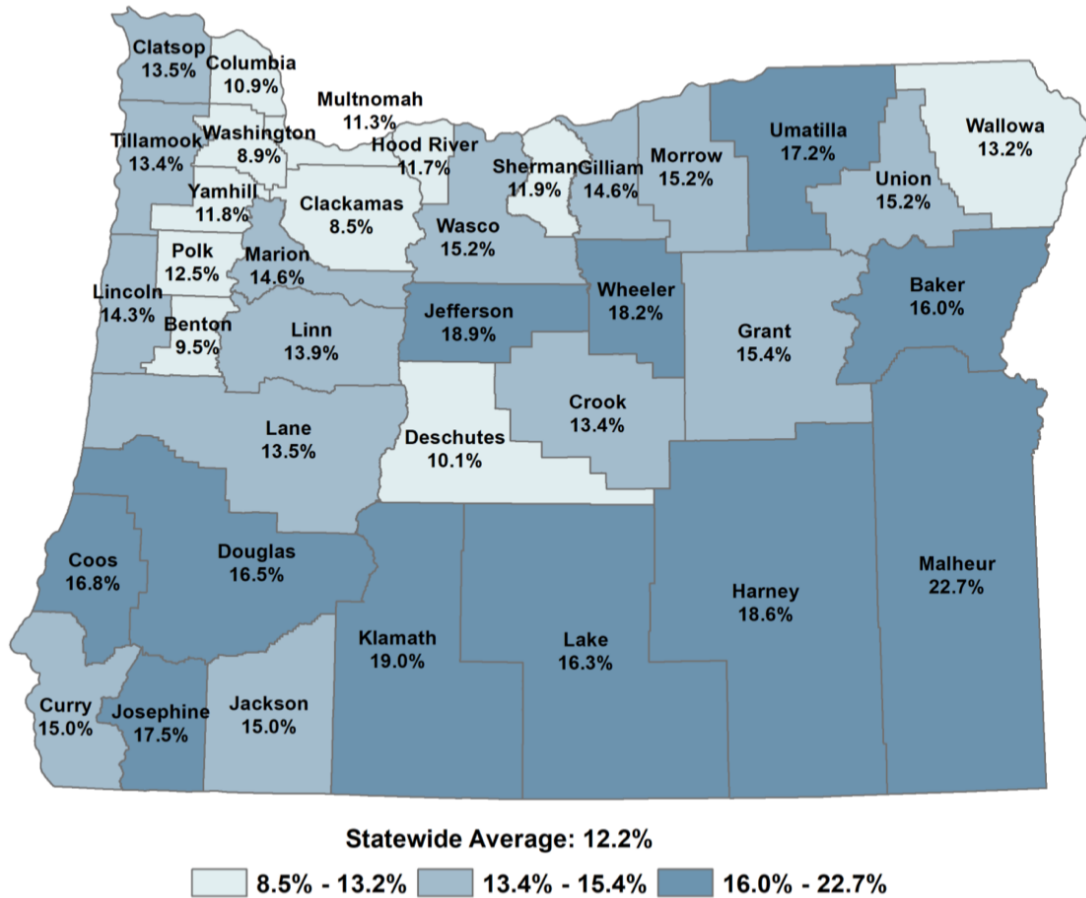 Clatsop
13.5%
Columbia
10.9%
Multnomah
11.3%
Tillamook
13.4%
Washington
8.9%
Hood River
11.7%
Sherman
11.9%
Gilliam
14.6%
Morrow
15.2%
Umatilla
17.2%
Wallowa
13.2%
Union
15.2%
Yamhill
11.8%
Clackamas
8.5%
Wasco
15.2%
Polk
12.5%
Marion
14.6%
Lincoln
14.3%
Benton
9.5%
Linn
13.9%
Jefferson
18.9%
Wheeler
18.2%
Grant
15.4%
Baker
16.0%
Lane
13.5%
Deschutes
10.1%
Crook
13.4%
Coos
16.8%
Douglas
16.5%
Klamath
19.0%
Lake
16.3%
Harney
18.6%
Malheur
22.7%
Curry
15.0%
Josephine
17.5%
Jackson
15.0%
Statewide Average: 12.2%
8.5% - 13.2%
13.4% - 15.4%
16.0% - 22.7%